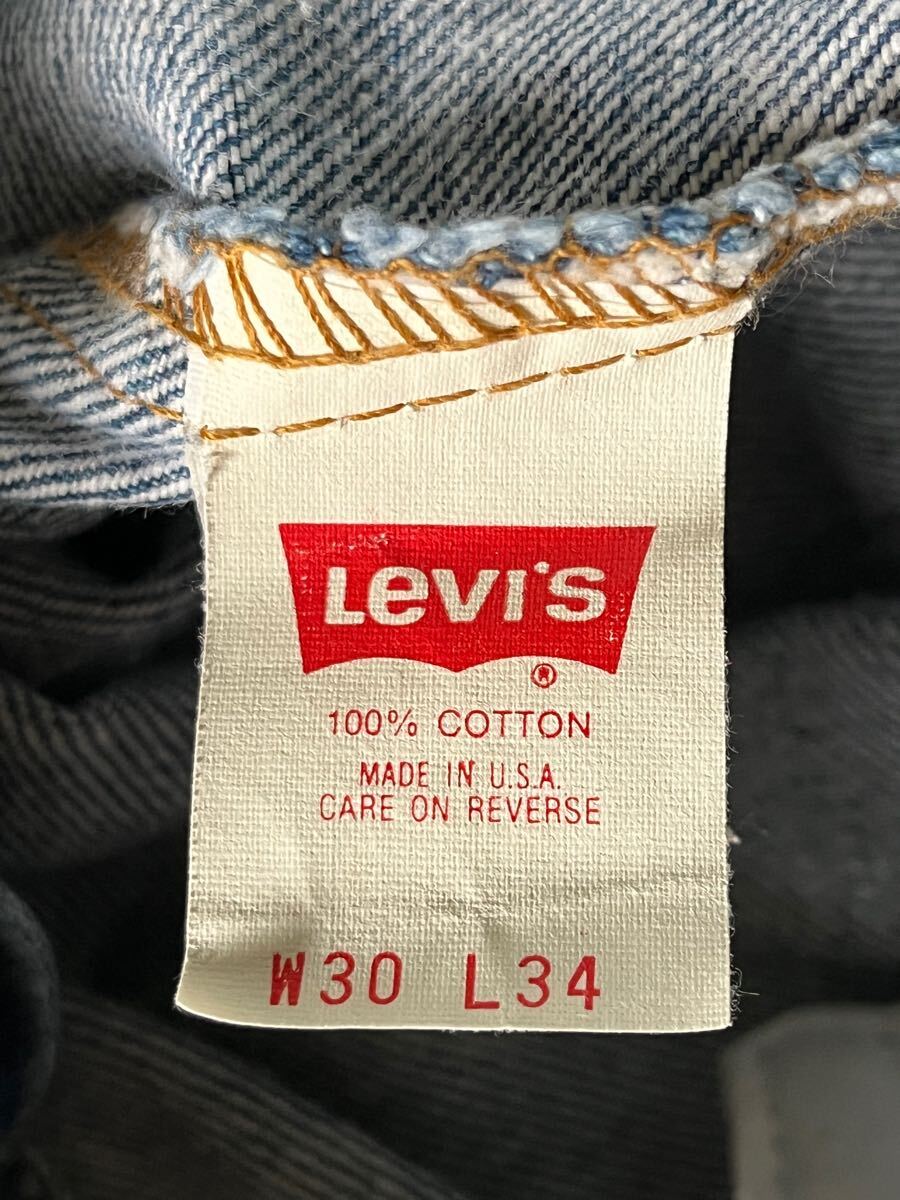 LEVI'S
®
100% COTTON
MADE IN U.S.A.
CARE ON REVERSE
W30 L34